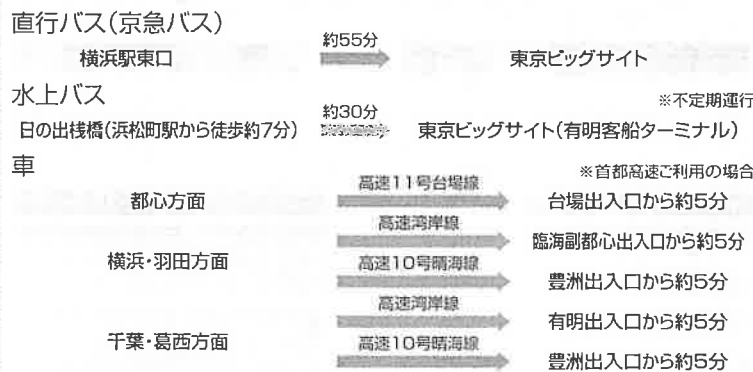 直行バス(京急バス)
約55分
横浜駅東口 東京ビッグサイト
水上バス
※不定期運行
約30分
日の出桟橋(浜松町駅から徒歩約7分) 東京ビッグサイト(有明客船ターミナル)
車
※首都高速ご利用の場合
高速11号台場線
都心方面 台場出入口から約5分
高速湾岸線
臨海副都心出入口から約5分
横浜・羽田方面
高速10号晴海線
豊洲出入口から約5分
高速湾岸線
有明出入口から約5分
千葉・葛西方面
高速10号晴海線
豊洲出入口から約5分